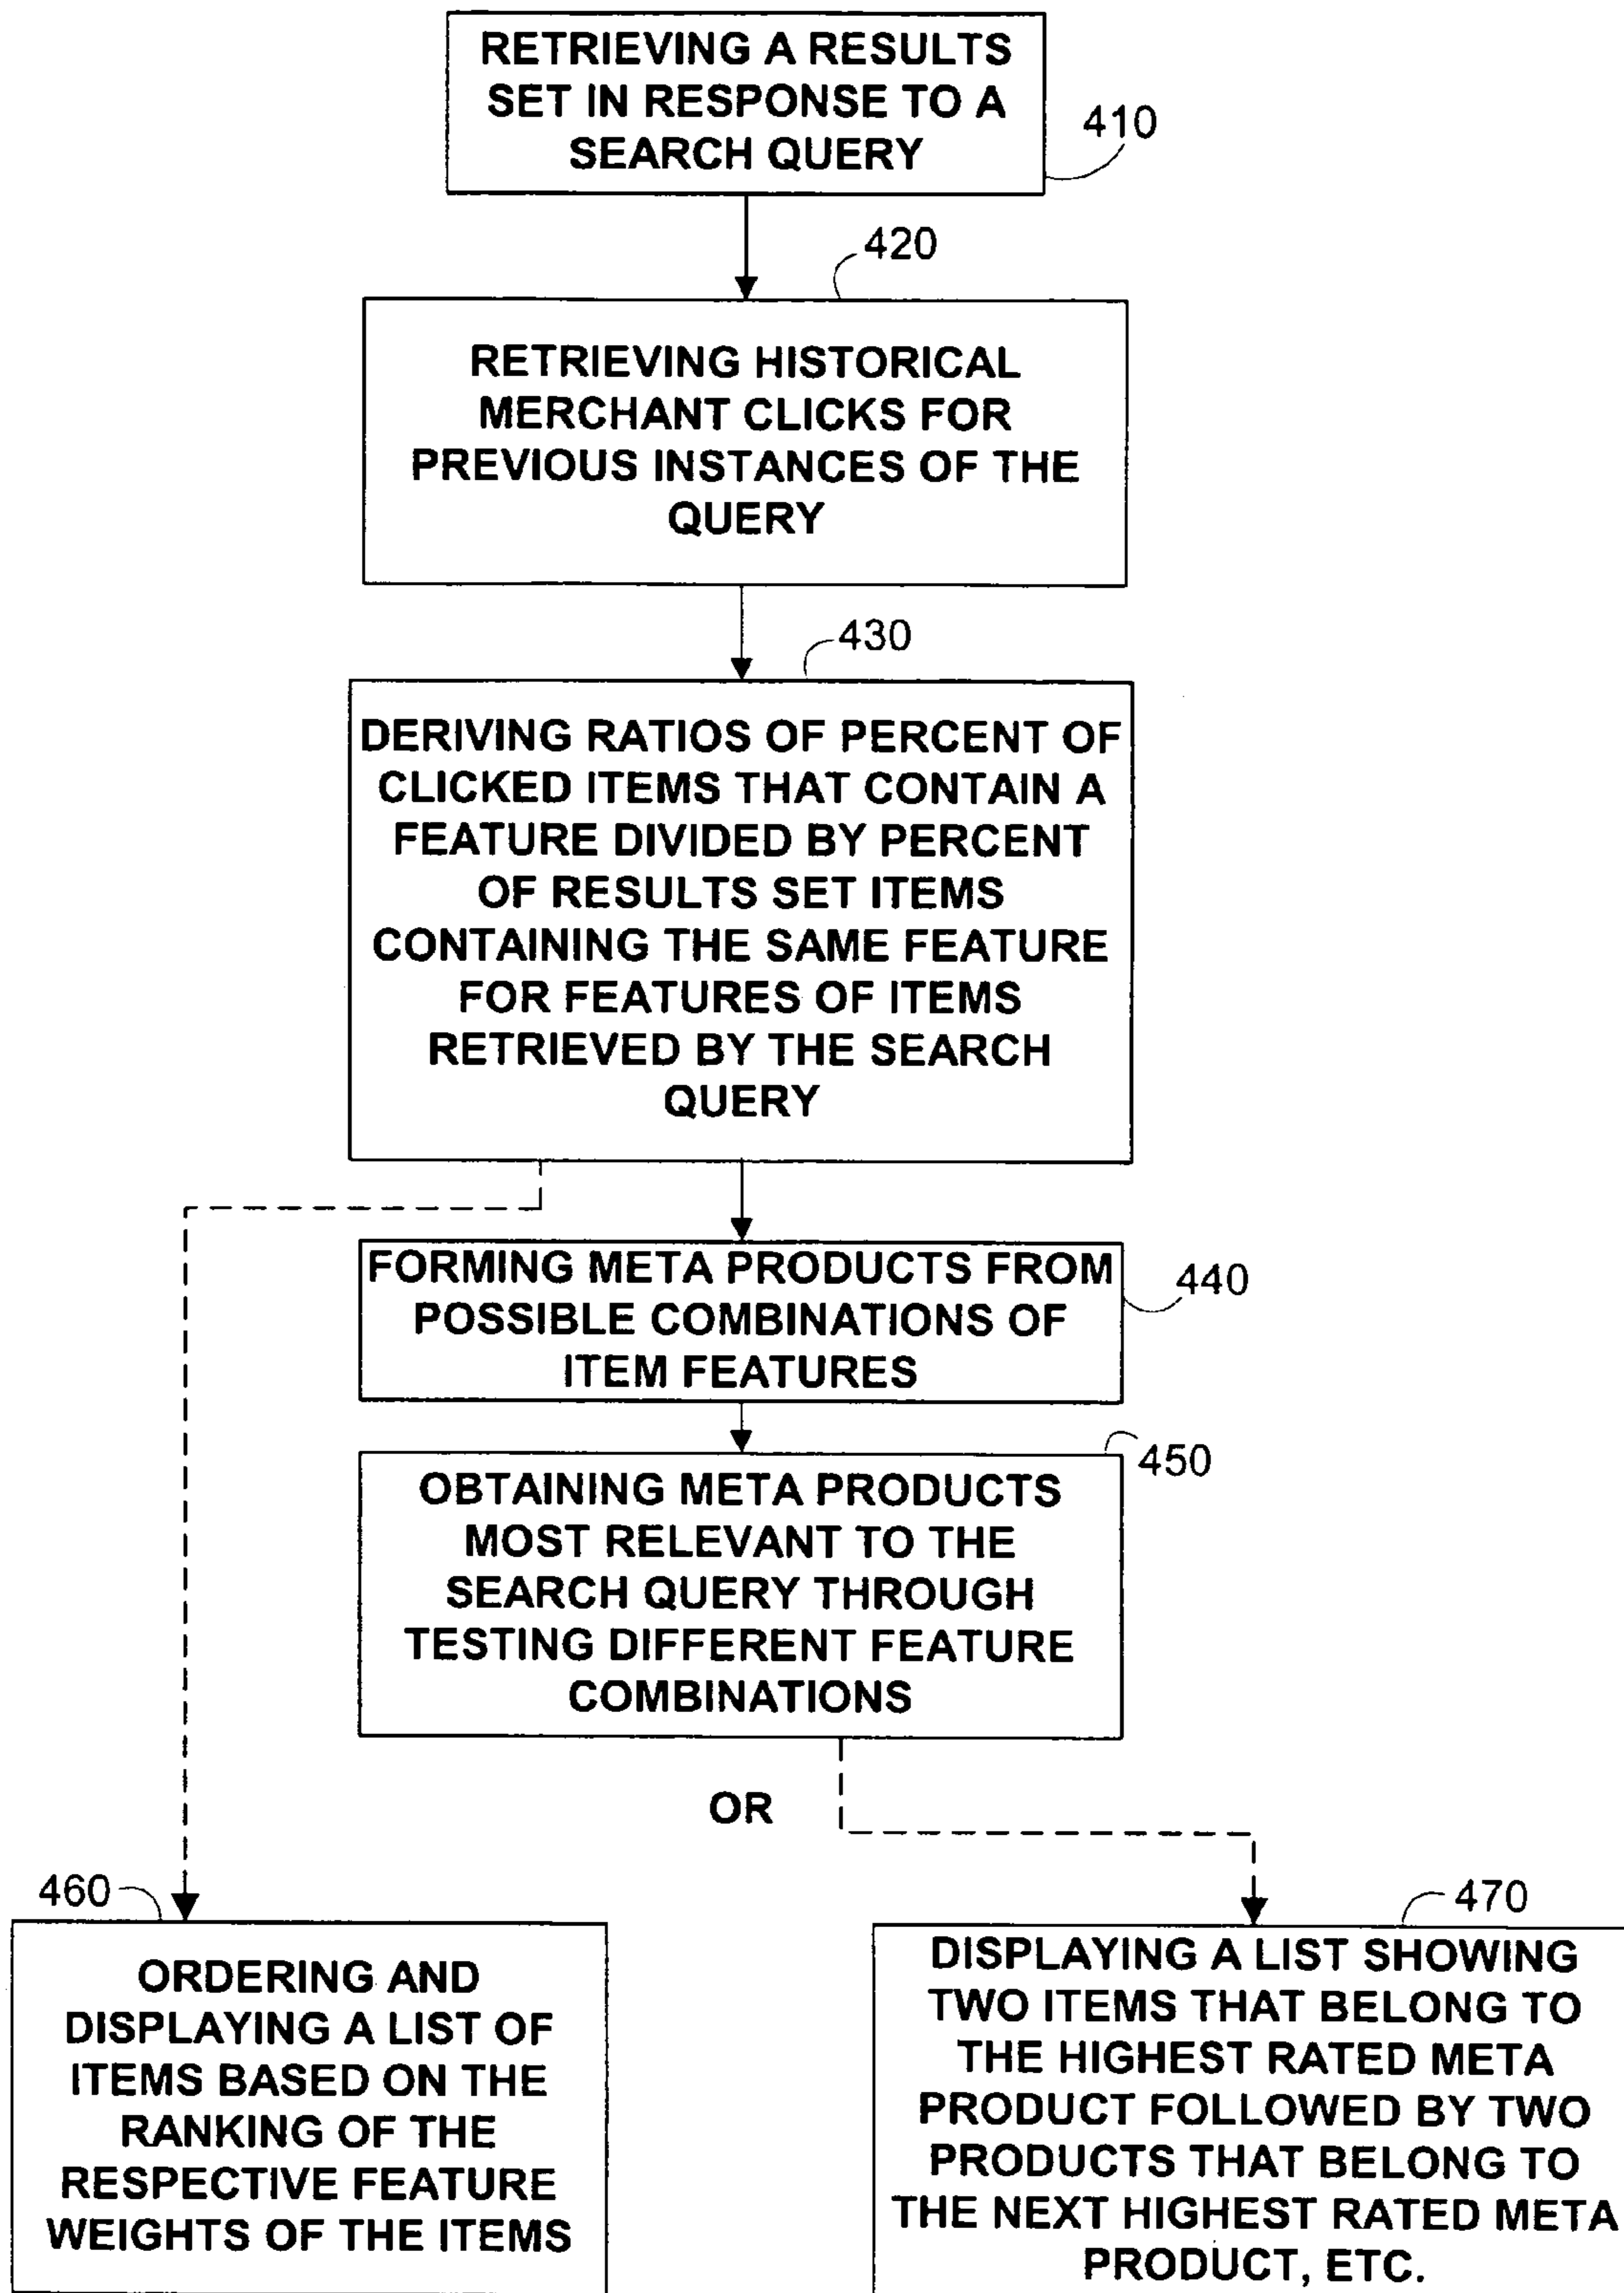 RETRIEVING A RESULTS
SET IN RESPONSE TO A
SEARCH QUERY
410
420
RETRIEVING HISTORICAL
MERCHANT CLICKS FOR
PREVIOUS INSTANCES OF THE
QUERY
430
DERIVING RATIOS OF PERCENT OF
CLICKED ITEMS THAT CONTAIN A
FEATURE DIVIDED BY PERCENT
OF RESULTS SET ITEMS
CONTAINING THE SAME FEATURE
FOR FEATURES OF ITEMS
RETRIEVED BY THE SEARCH
QUERY
FORMING META PRODUCTS FROM
POSSIBLE COMBINATIONS OF
ITEM FEATURES
440
450
OBTAINING META PRODUCTS
MOST RELEVANT TO THE
SEARCH QUERY THROUGH
TESTING DIFFERENT FEATURE
COMBINATIONS
OR
460
ORDERING AND
DISPLAYING A LIST OF
ITEMS BASED ON THE
RANKING OF THE
RESPECTIVE FEATURE
WEIGHTS OF THE ITEMS
470
DISPLAYING A LIST SHOWING
TWO ITEMS THAT BELONG TO
THE HIGHEST RATED META
PRODUCT FOLLOWED BY TWO
PRODUCTS THAT BELONG TO
THE NEXT HIGHEST RATED META
PRODUCT, ETC.